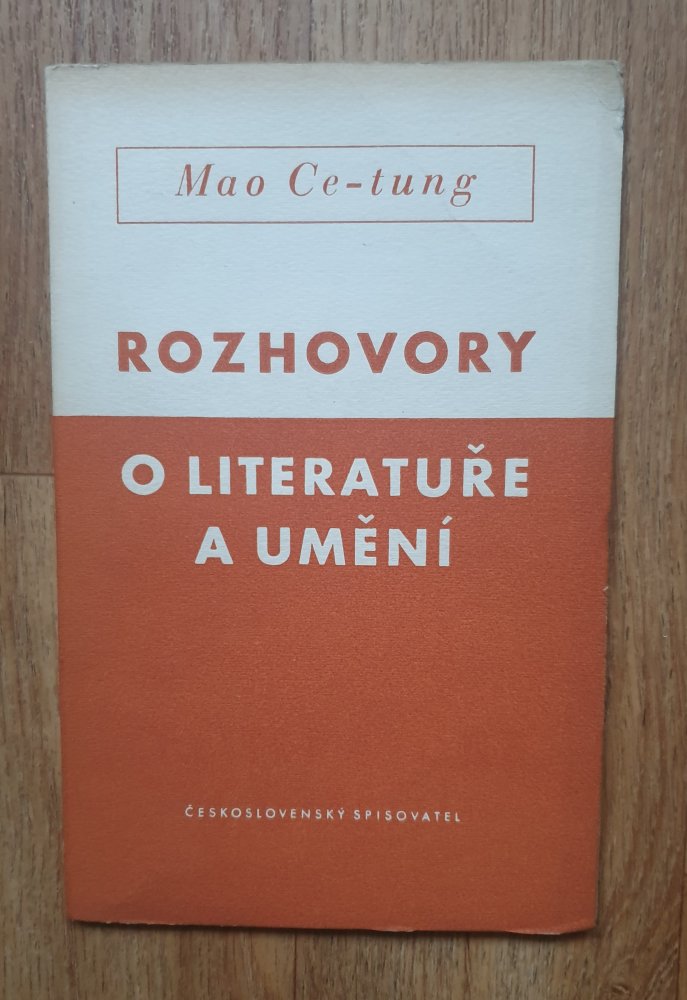 Mao Ce-tung
ROZHOVORY
O LITERATUŘE
A UMĚNÍ
ČESKOSLOVENSKÝ SPISOVATEL